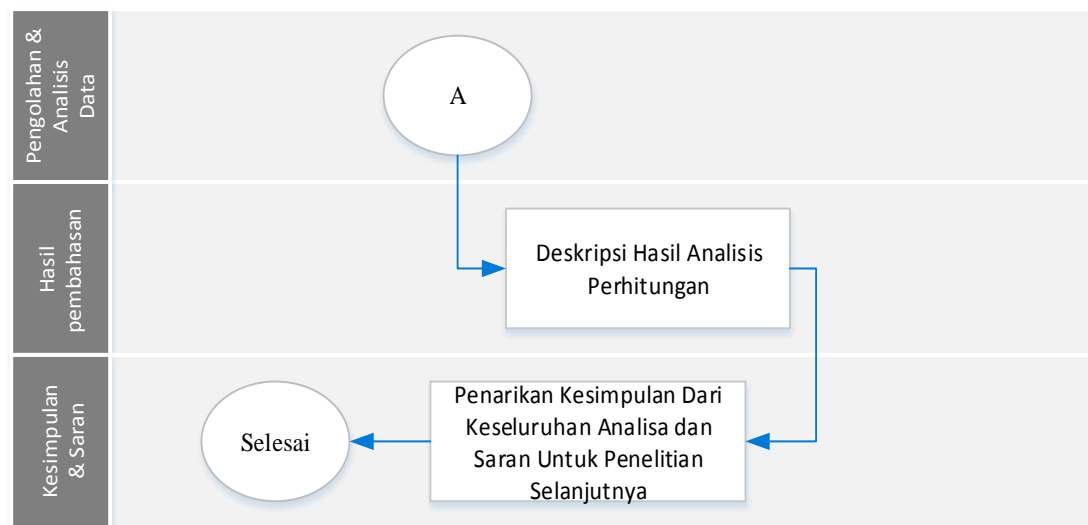 Pengolahan &
Analisis
Data
A
Hasil
pembahasan
Deskripsi Hasil Analisis
Perhitungan
Kesimpulan
& Saran
Selesai
Penarikan Kesimpulan Dari
Keseluruhan Analisa dan
Saran Untuk Penelitian
Selanjutnya